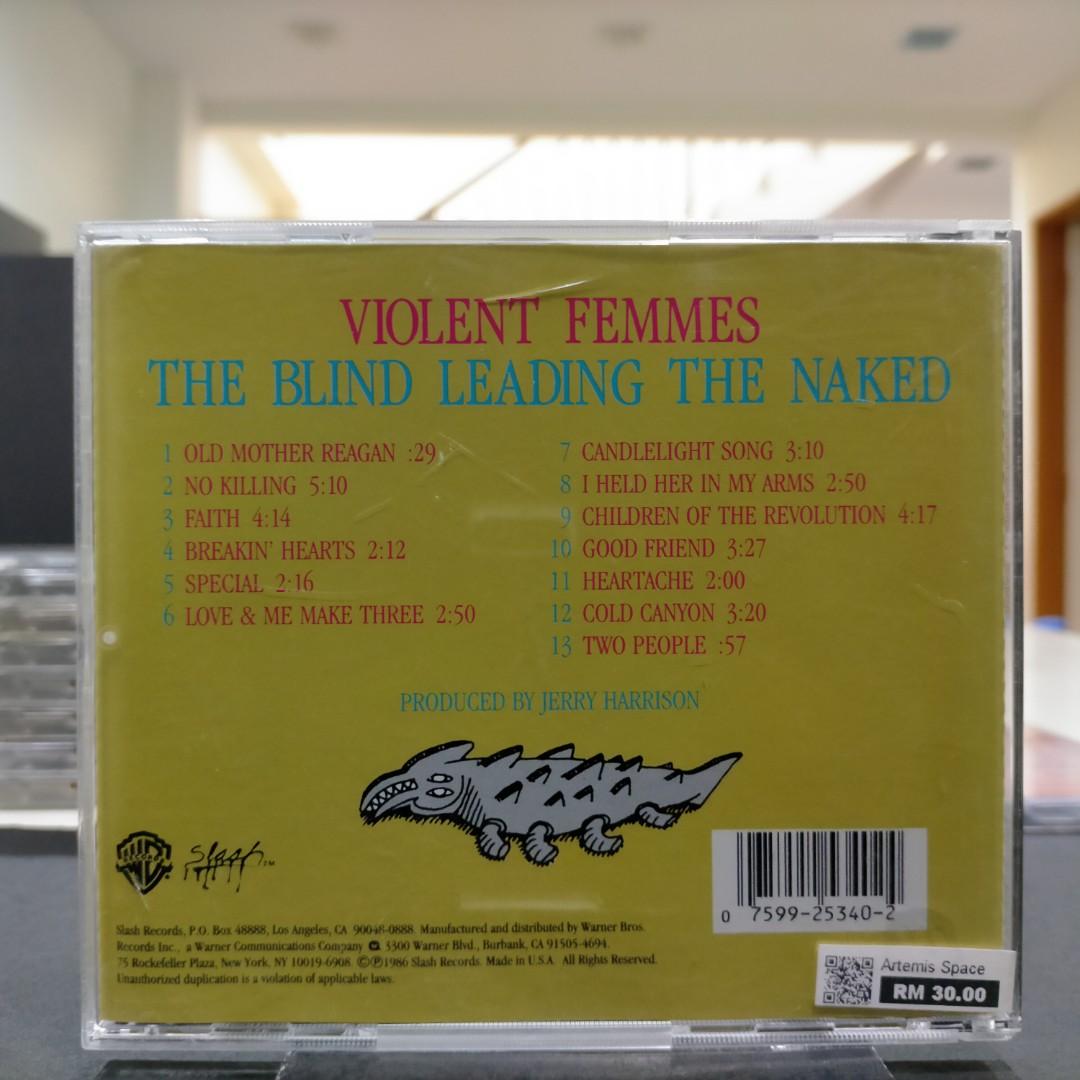 VIOLENT FEMMES
THE BLIND LEADING THE NAKED
1 OLD MOTHER REAGAN :29
2 NO KILLING 5:10
3 FAITH 4:14
4 BREAKIN' HEARTS 2:12
5 SPECIAL 2:16
6 LOVE & ME MAKE THREE 2:50
7 CANDLELIGHT SONG 3:10
8 I HELD HER IN MY ARMS 2:50
9 CHILDREN OF THE REVOLUTION 4:17
10 GOOD FRIEND 3:27
11 HEARTACHE 2:00
12 COLD CANYON 3:20
13 TWO PEOPLE :57
PRODUCED BY JERRY HARRISON
WB RECORDS
Slash TM
0 7599-25340-2
Slash Records, P.O. Box 48888, Los Angeles, CA 90048-0888. Manufactured and distributed by Warner Bros.
Records Inc., a Warner Communications Company 3300 Warner Blvd., Burbank, CA 91505-4694.
75 Rockefeller Plaza, New York, NY 10019-6908. ©℗1986 Slash Records. Made in U.S.A. All Rights Reserved.
Unauthorized duplication is a violation of applicable laws.
Artemis Space
RM 30.00